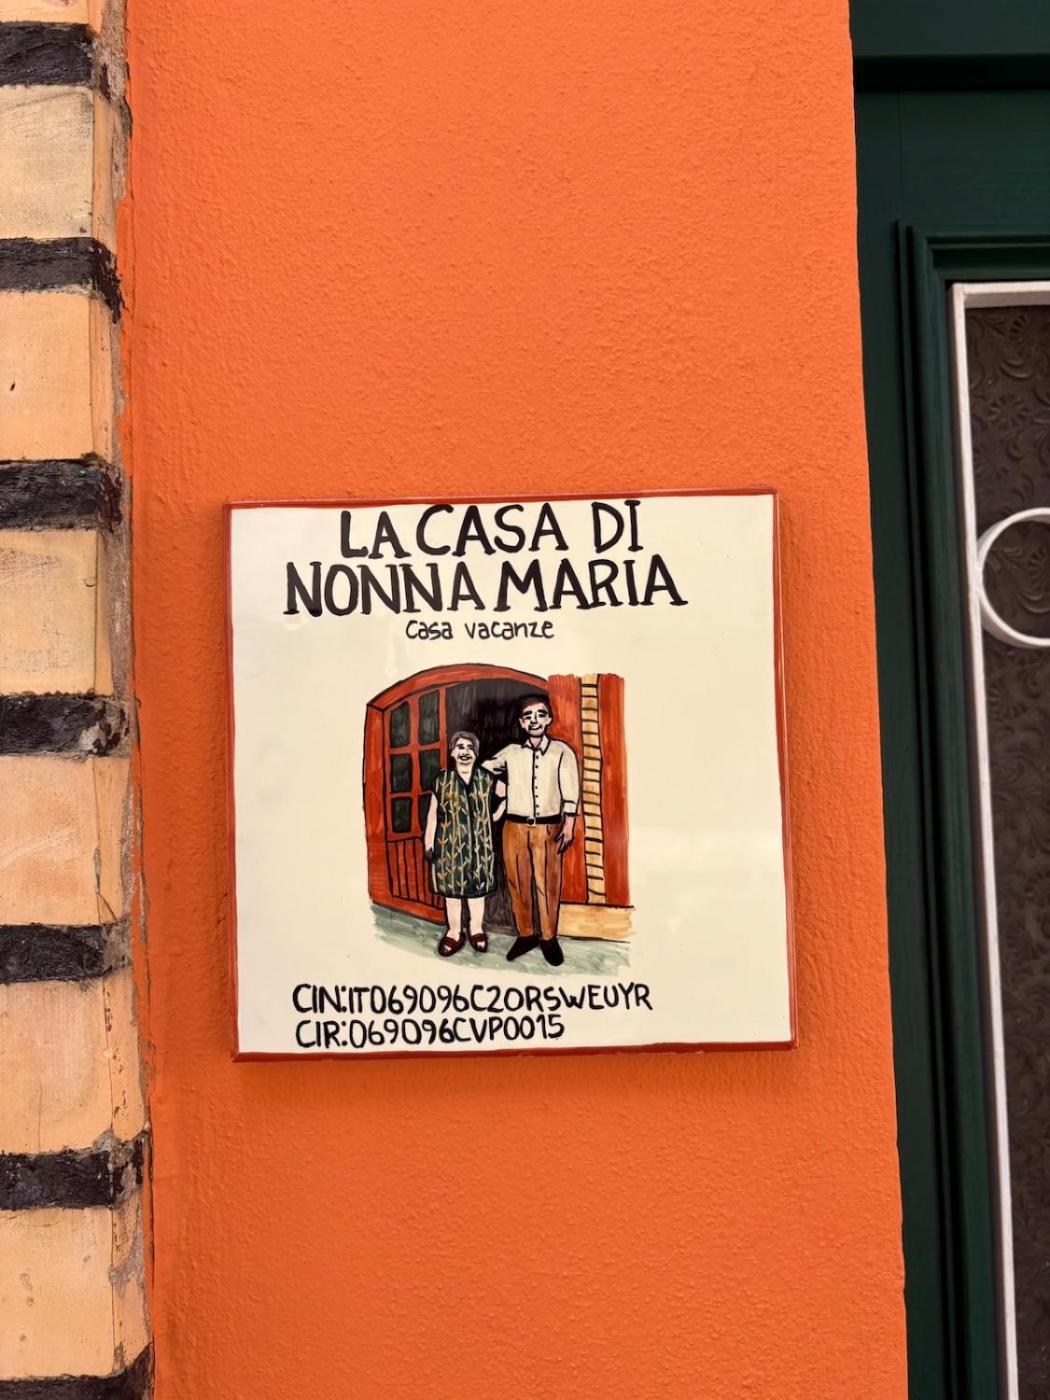 LA CASA DI
NONNA MARIA
casa vacanze
CIN:IT069096C2ORSWEUYR
CIR:069096CVP0015